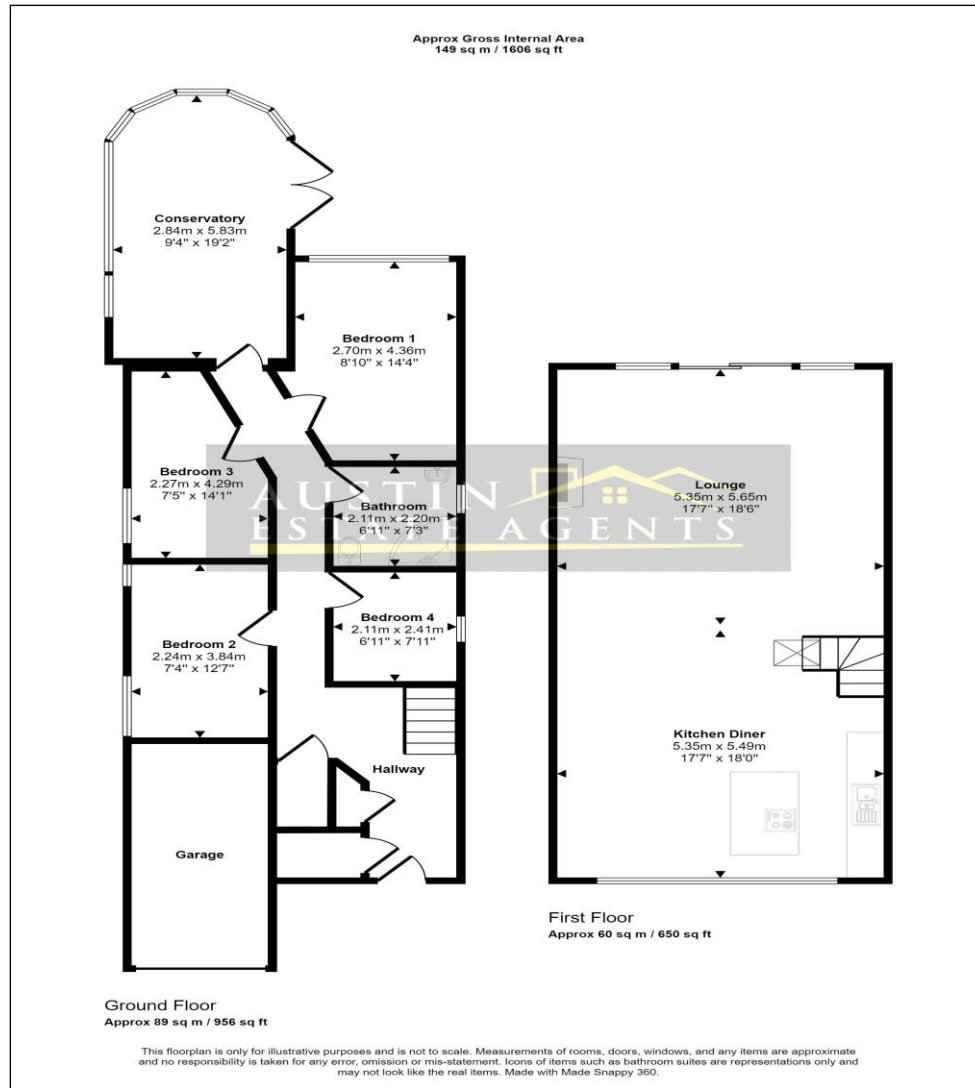 Approx Gross Internal Area
149 sq m / 1606 sq ft
Conservatory
2.84m x 5.83m
9'4" x 19'2"
Bedroom 1
2.70m x 4.36m
8'10" x 14'4"
Bedroom 3
2.27m x 4.29m
7'5" x 14'1"
Bathroom
2.11m x 2.20m
6'11" x 7'3"
Lounge
5.35m x 5.65m
17'7" x 18'6"
AUSTIN
ESTATE AGENTS
Bedroom 4
2.11m x 2.41m
6'11" x 7'11"
Bedroom 2
2.24m x 3.84m
7'4" x 12'7"
Hallway
Kitchen Diner
5.35m x 5.49m
17'7" x 18'0"
Garage
First Floor
Approx 60 sq m / 650 sq ft
Ground Floor
Approx 89 sq m / 956 sq ft
This floorplan is only for illustrative purposes and is not to scale. Measurements of rooms, doors, windows, and any items are approximate
and no responsibility is taken for any error, omission or mis-statement. Icons of items such as bathroom suites are representations only and
may not look like the real items. Made with Made Snappy 360.